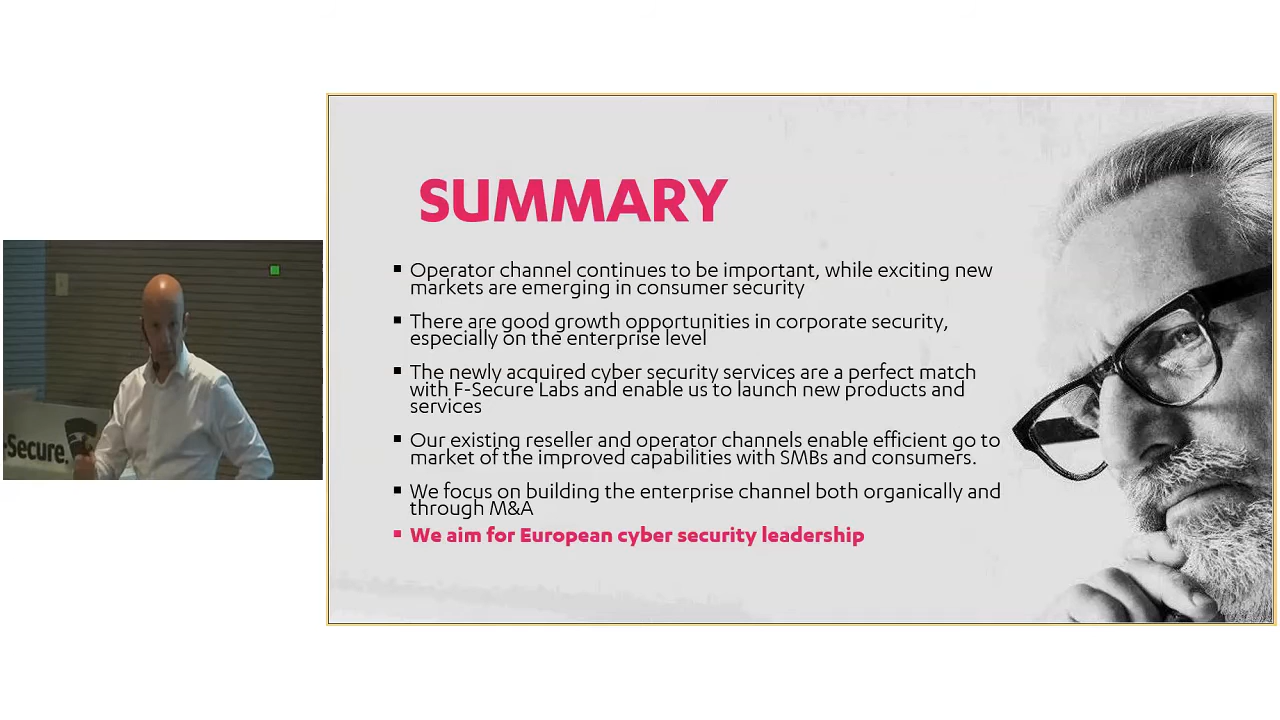 SUMMARY
Operator channel continues to be important, while exciting new
markets are emerging in consumer security
There are good growth opportunities in corporate security,
especially on the enterprise level
The newly acquired cyber security services are a perfect match
with F-Secure Labs and enable us to launch new products and
services
Our existing reseller and operator channels enable efficient go to
market of the improved capabilities with SMBs and consumers.
We focus on building the enterprise channel both organically and
through M&A
We aim for European cyber security leadership
-Secure.